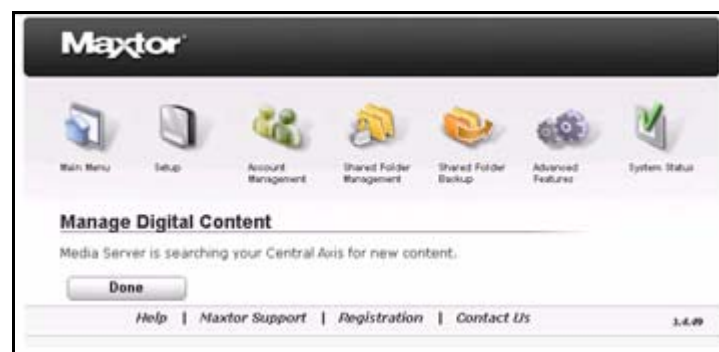 Maxtor
Main Menu
Setup
Account Management
Shared Folder Management
Shared Folder Backup
Advanced Features
System Status
Manage Digital Content
Media Server is searching your Central Axis for new content.
Done
Help | Maxtor Support | Registration | Contact Us